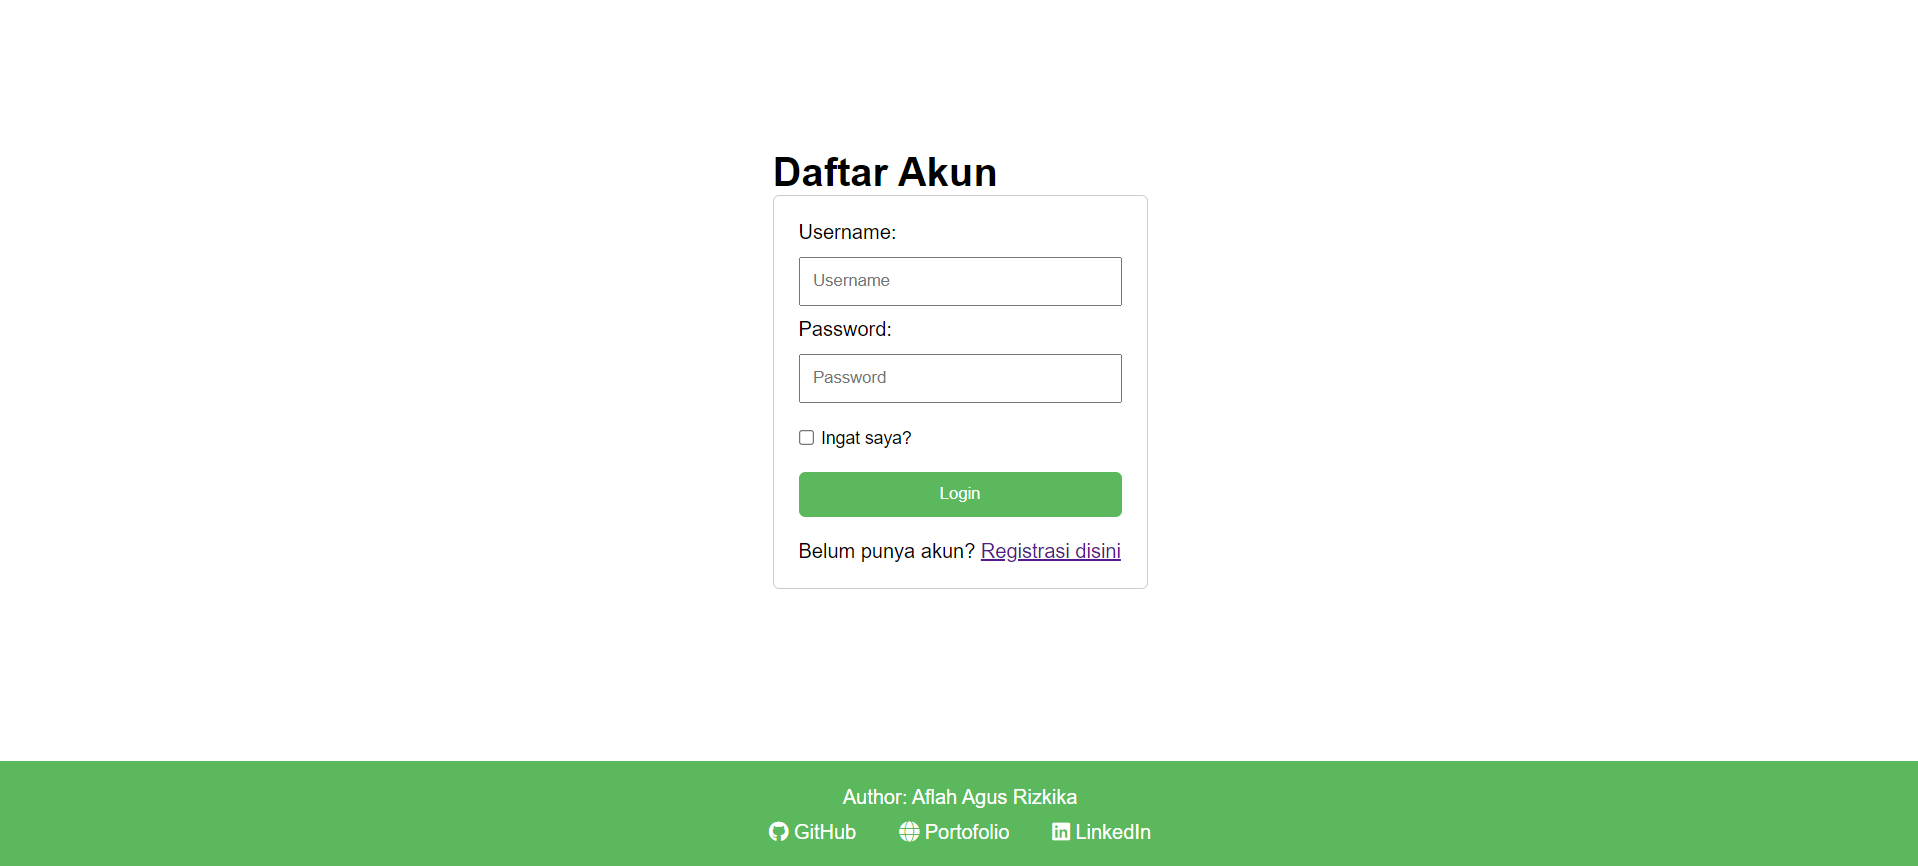 Daftar Akun
Username:
Username
Password:
Password
Ingat saya?
Login
Belum punya akun? Registrasi disini
Author: Aflah Agus Rizkika
GitHub Portofolio LinkedIn